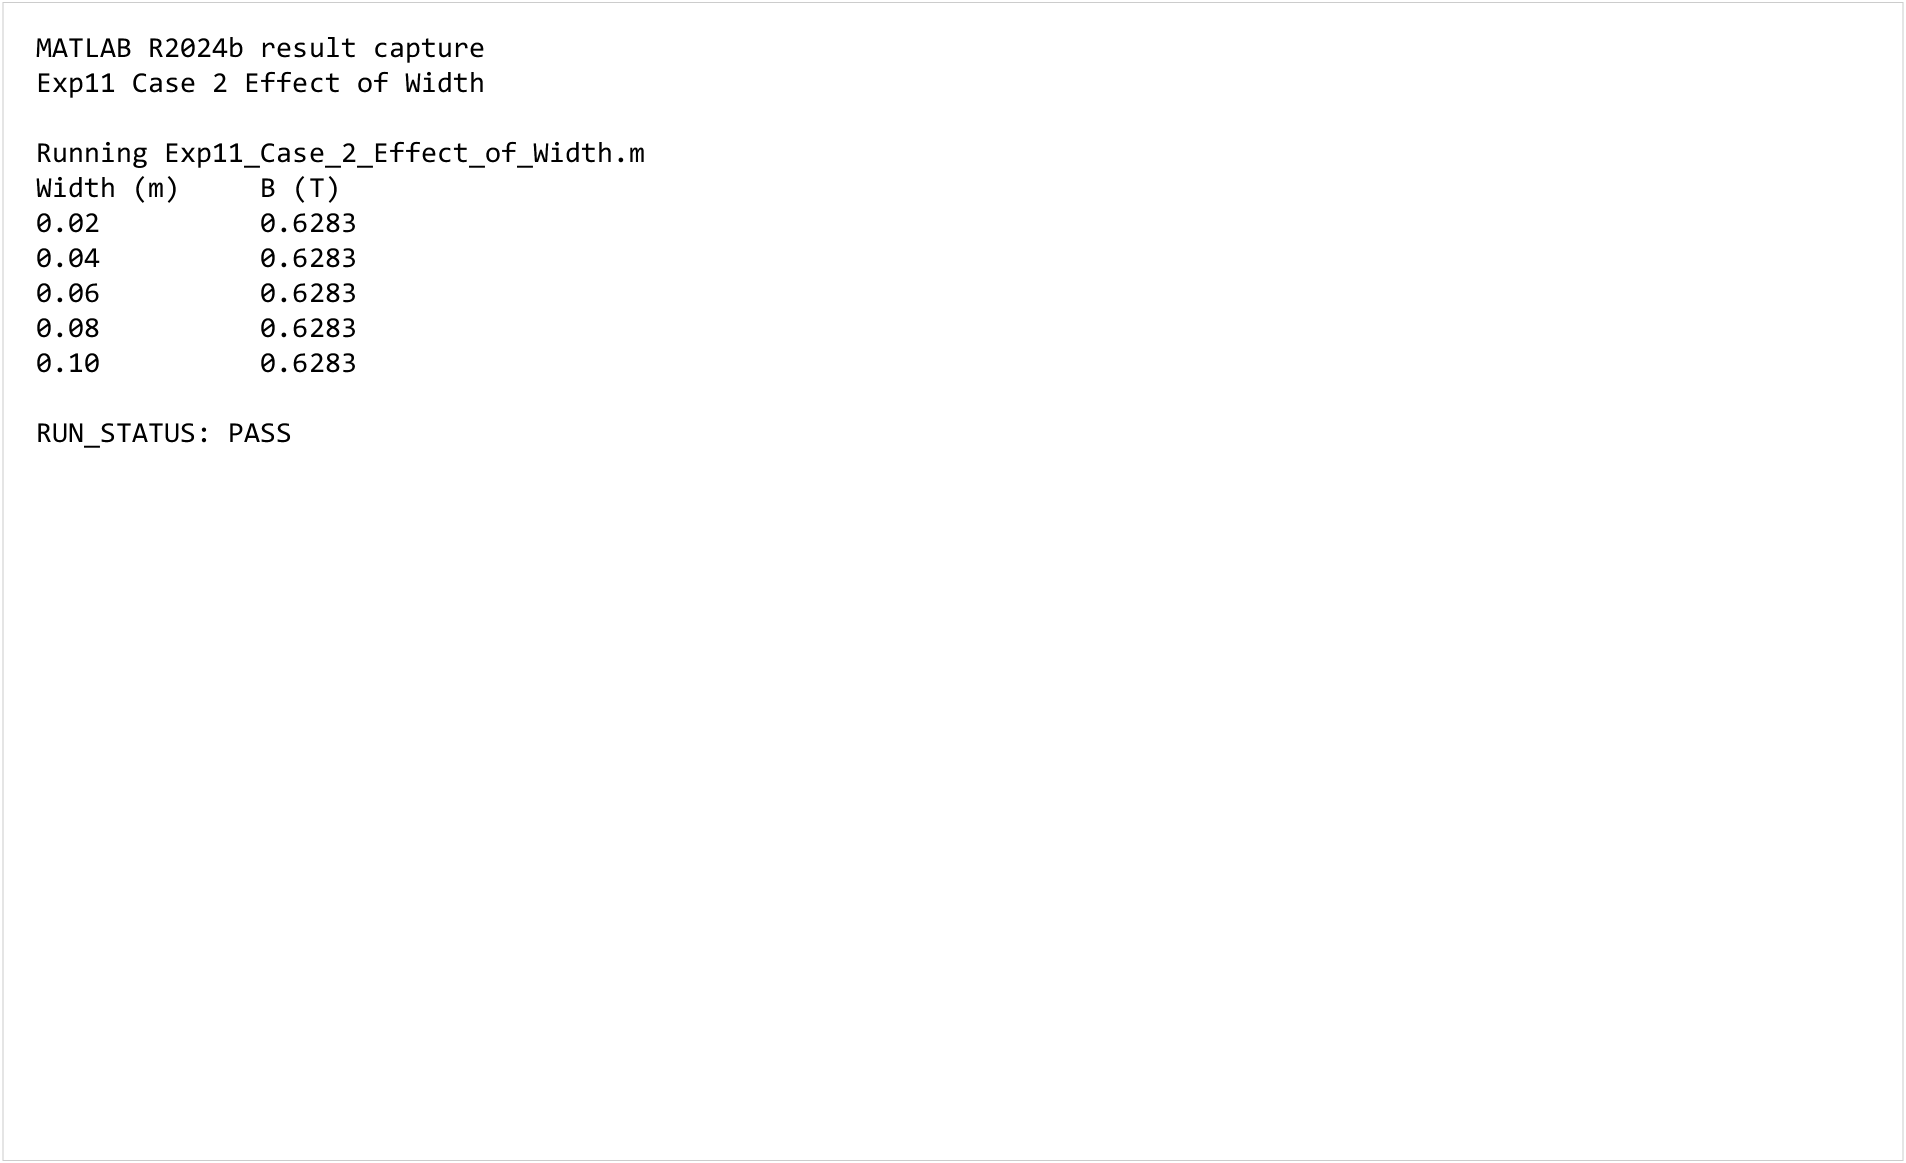 MATLAB R2024b result capture
Exp11 Case 2 Effect of Width
Running Exp11_Case_2_Effect_of_Width.m
Width (m)     B (T)
0.02          0.6283
0.04          0.6283
0.06          0.6283
0.08          0.6283
0.10          0.6283
RUN_STATUS: PASS